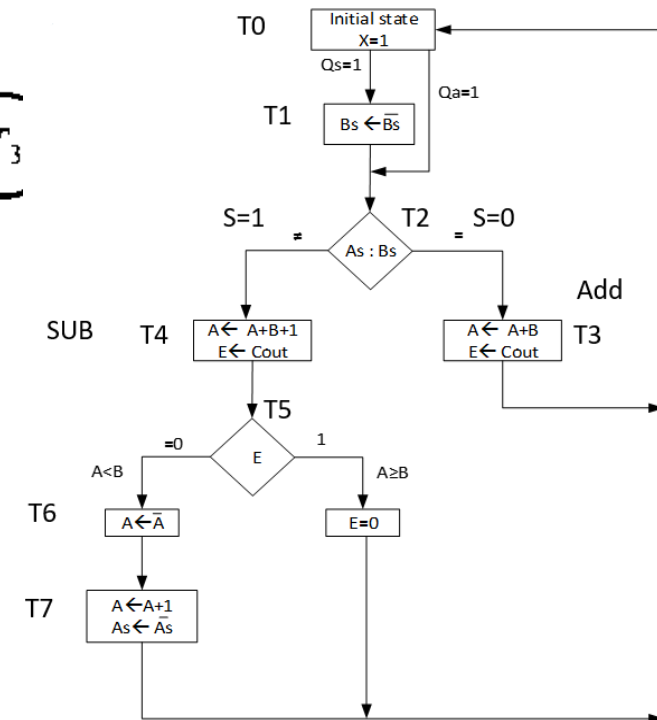 T0
Initial state
X=1
Qs=1
Qa=1
T1
Bs ←B̅s̅
3
S=1
T2
S=0
≠
As : Bs
=
Add
SUB
T4
A← A+B+1
E← Cout
A← A+B
E← Cout
T3
T5
=0
E
1
A<B
A≥B
T6
A←A̅
E=0
T7
A←A+1
As← A̅s